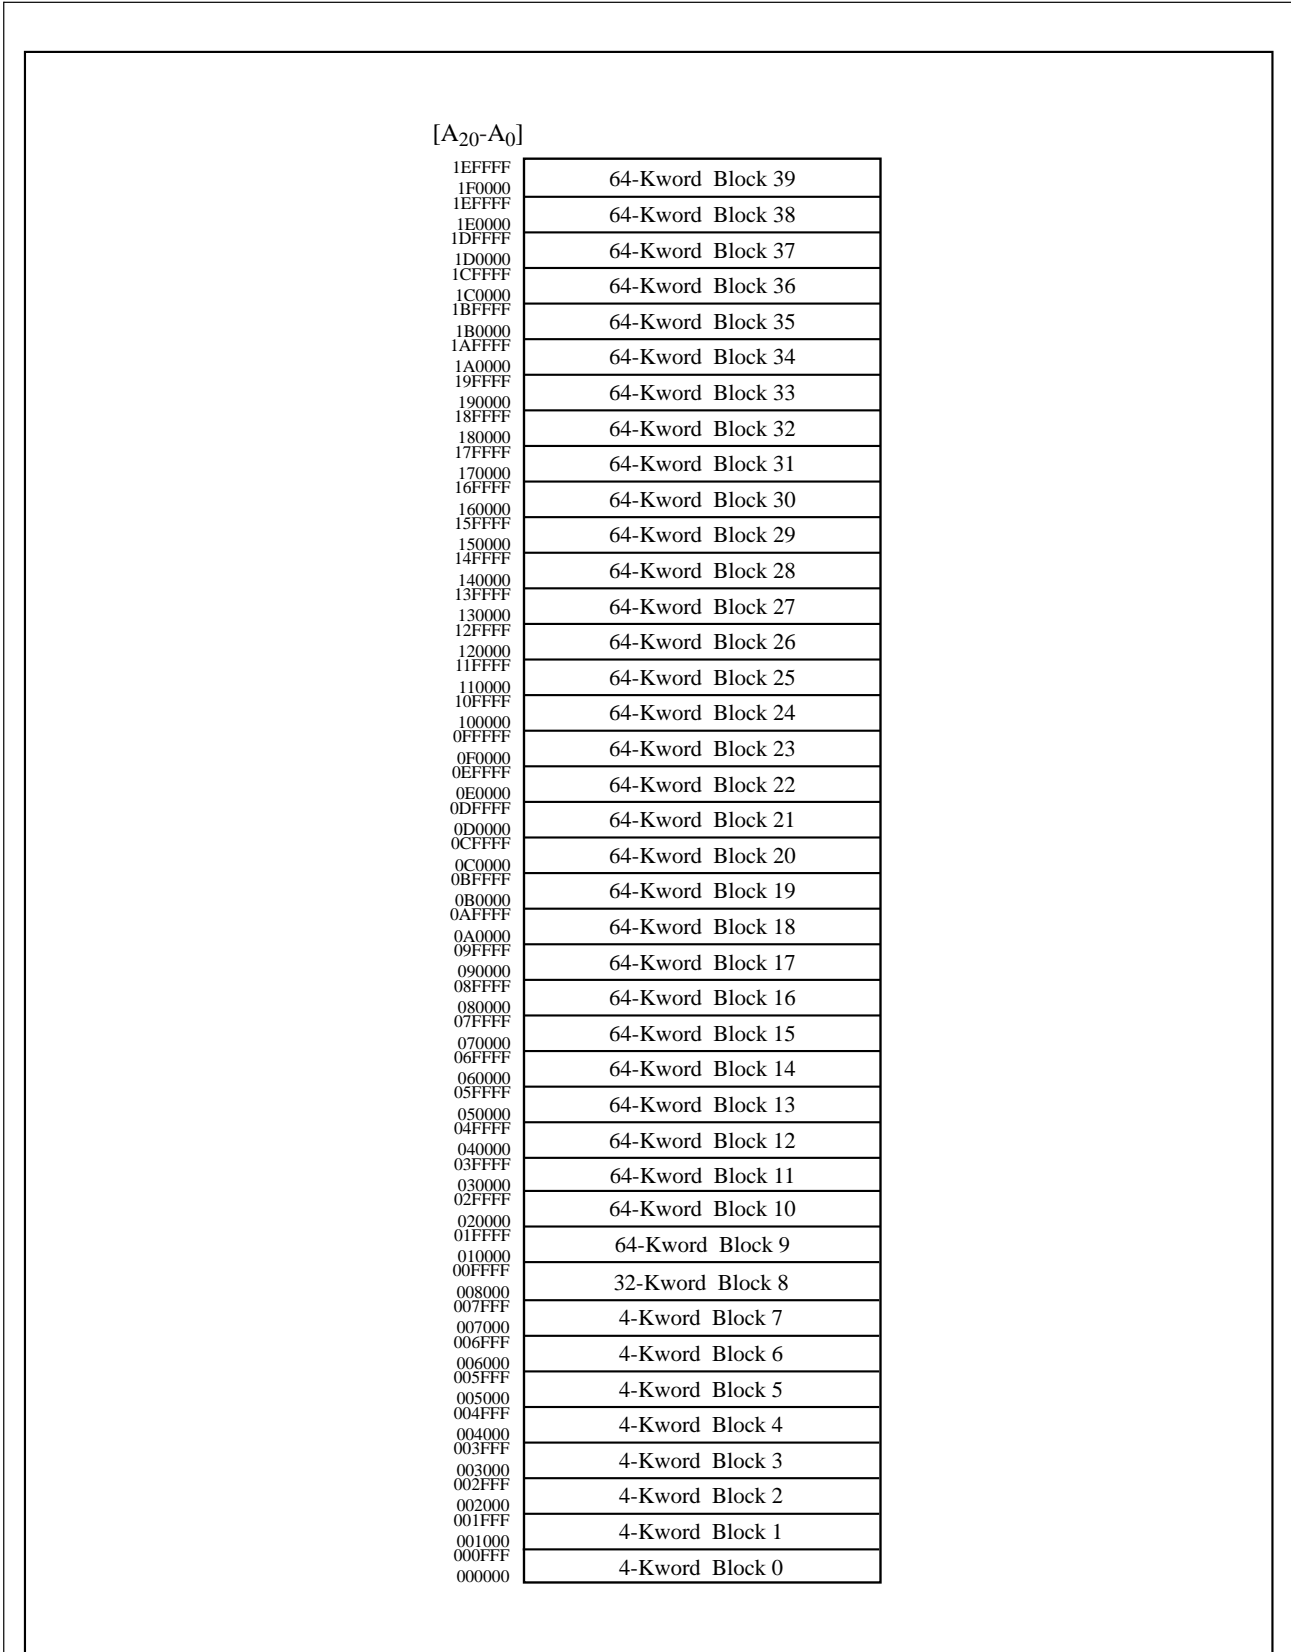 [A20-A0]
1EFFFF
64-Kword Block 39
1F0000
1EFFFF
64-Kword Block 38
1E0000
1DFFFF
64-Kword Block 37
1D0000
1CFFFF
64-Kword Block 36
1C0000
1BFFFF
64-Kword Block 35
1B0000
1AFFFF
64-Kword Block 34
1A0000
19FFFF
64-Kword Block 33
190000
18FFFF
64-Kword Block 32
180000
17FFFF
64-Kword Block 31
170000
16FFFF
64-Kword Block 30
160000
15FFFF
64-Kword Block 29
150000
14FFFF
64-Kword Block 28
140000
13FFFF
64-Kword Block 27
130000
12FFFF
64-Kword Block 26
120000
11FFFF
64-Kword Block 25
110000
10FFFF
64-Kword Block 24
100000
0FFFFF
64-Kword Block 23
0F0000
0EFFFF
64-Kword Block 22
0E0000
0DFFFF
64-Kword Block 21
0D0000
0CFFFF
64-Kword Block 20
0C0000
0BFFFF
64-Kword Block 19
0B0000
0AFFFF
64-Kword Block 18
0A0000
09FFFF
64-Kword Block 17
090000
08FFFF
64-Kword Block 16
080000
07FFFF
64-Kword Block 15
070000
06FFFF
64-Kword Block 14
060000
05FFFF
64-Kword Block 13
050000
04FFFF
64-Kword Block 12
040000
03FFFF
64-Kword Block 11
030000
02FFFF
64-Kword Block 10
020000
01FFFF
64-Kword Block 9
010000
00FFFF
32-Kword Block 8
008000
007FFF
4-Kword Block 7
007000
006FFF
4-Kword Block 6
006000
005FFF
4-Kword Block 5
005000
004FFF
4-Kword Block 4
004000
003FFF
4-Kword Block 3
003000
002FFF
4-Kword Block 2
002000
001FFF
4-Kword Block 1
001000
000FFF
4-Kword Block 0
000000